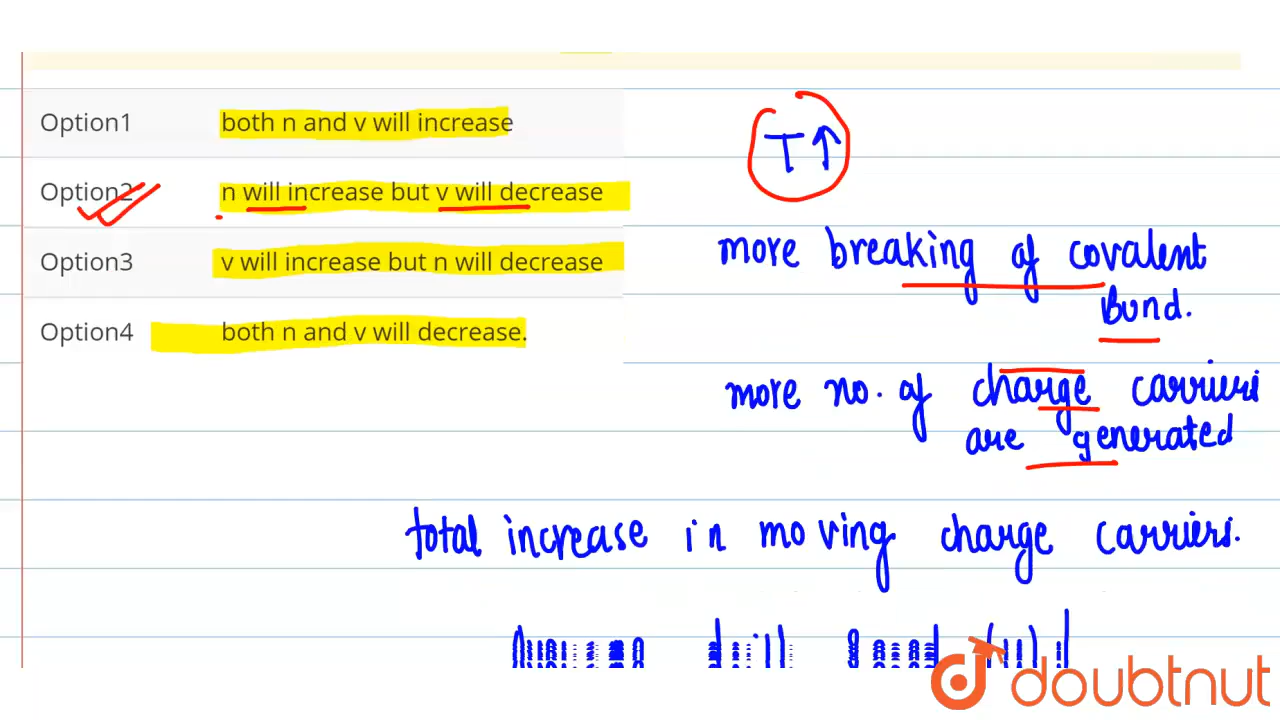 Option1 both n and v will increase
Option2 n will increase but v will decrease
Option3 v will increase but n will decrease
Option4 both n and v will decrease.
T↑
more breaking of covalent
Bond.
more no. of charge carriers
are generated
total increase in moving charge carriers.
doubtnut